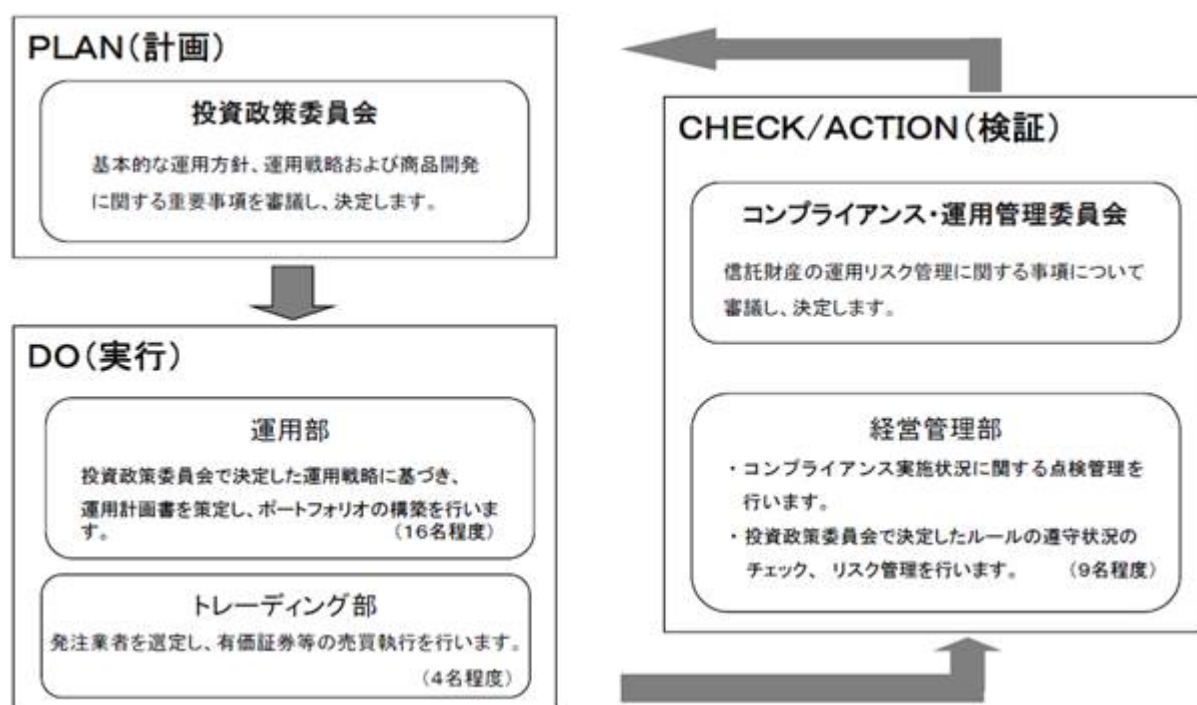 PLAN(計画)
投資政策委員会
基本的な運用方針、運用戦略および商品開発
に関する重要事項を審議し、決定します。
DO(実行)
運用部
投資政策委員会で決定した運用戦略に基づき、
運用計画書を策定し、ポートフォリオの構築を行いま
す。 (16名程度)
トレーディング部
発注業者を選定し、有価証券等の売買執行を行います。
(4名程度)
CHECK/ACTION(検証)
コンプライアンス・運用管理委員会
信託財産の運用リスク管理に関する事項について
審議し、決定します。
経営管理部
・コンプライアンス実施状況に関する点検管理を
行います。
・投資政策委員会で決定したルールの遵守状況の
チェック、 リスク管理を行います。 (9名程度)